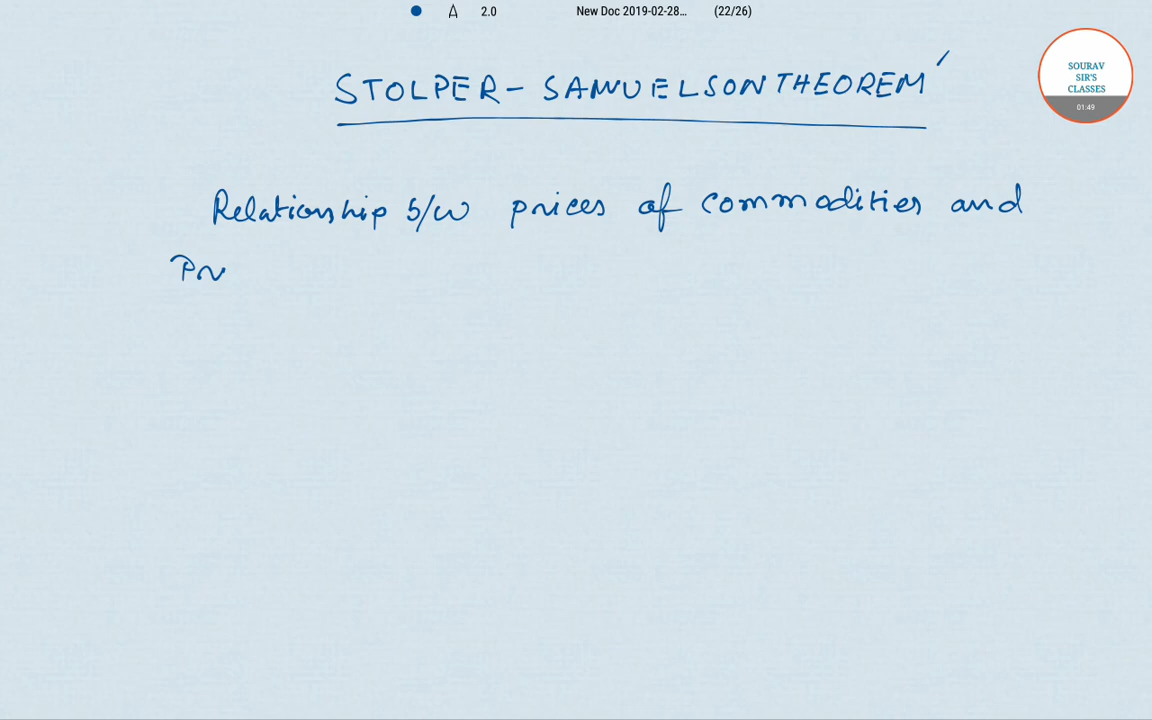 2.0 New Doc 2019-02-28... (22/26)
SOURAV
SIR'S
CLASSES
01:49
STOLPER-SAMUELSON THEOREM
Relationship b/w prices of commodities and
Pr